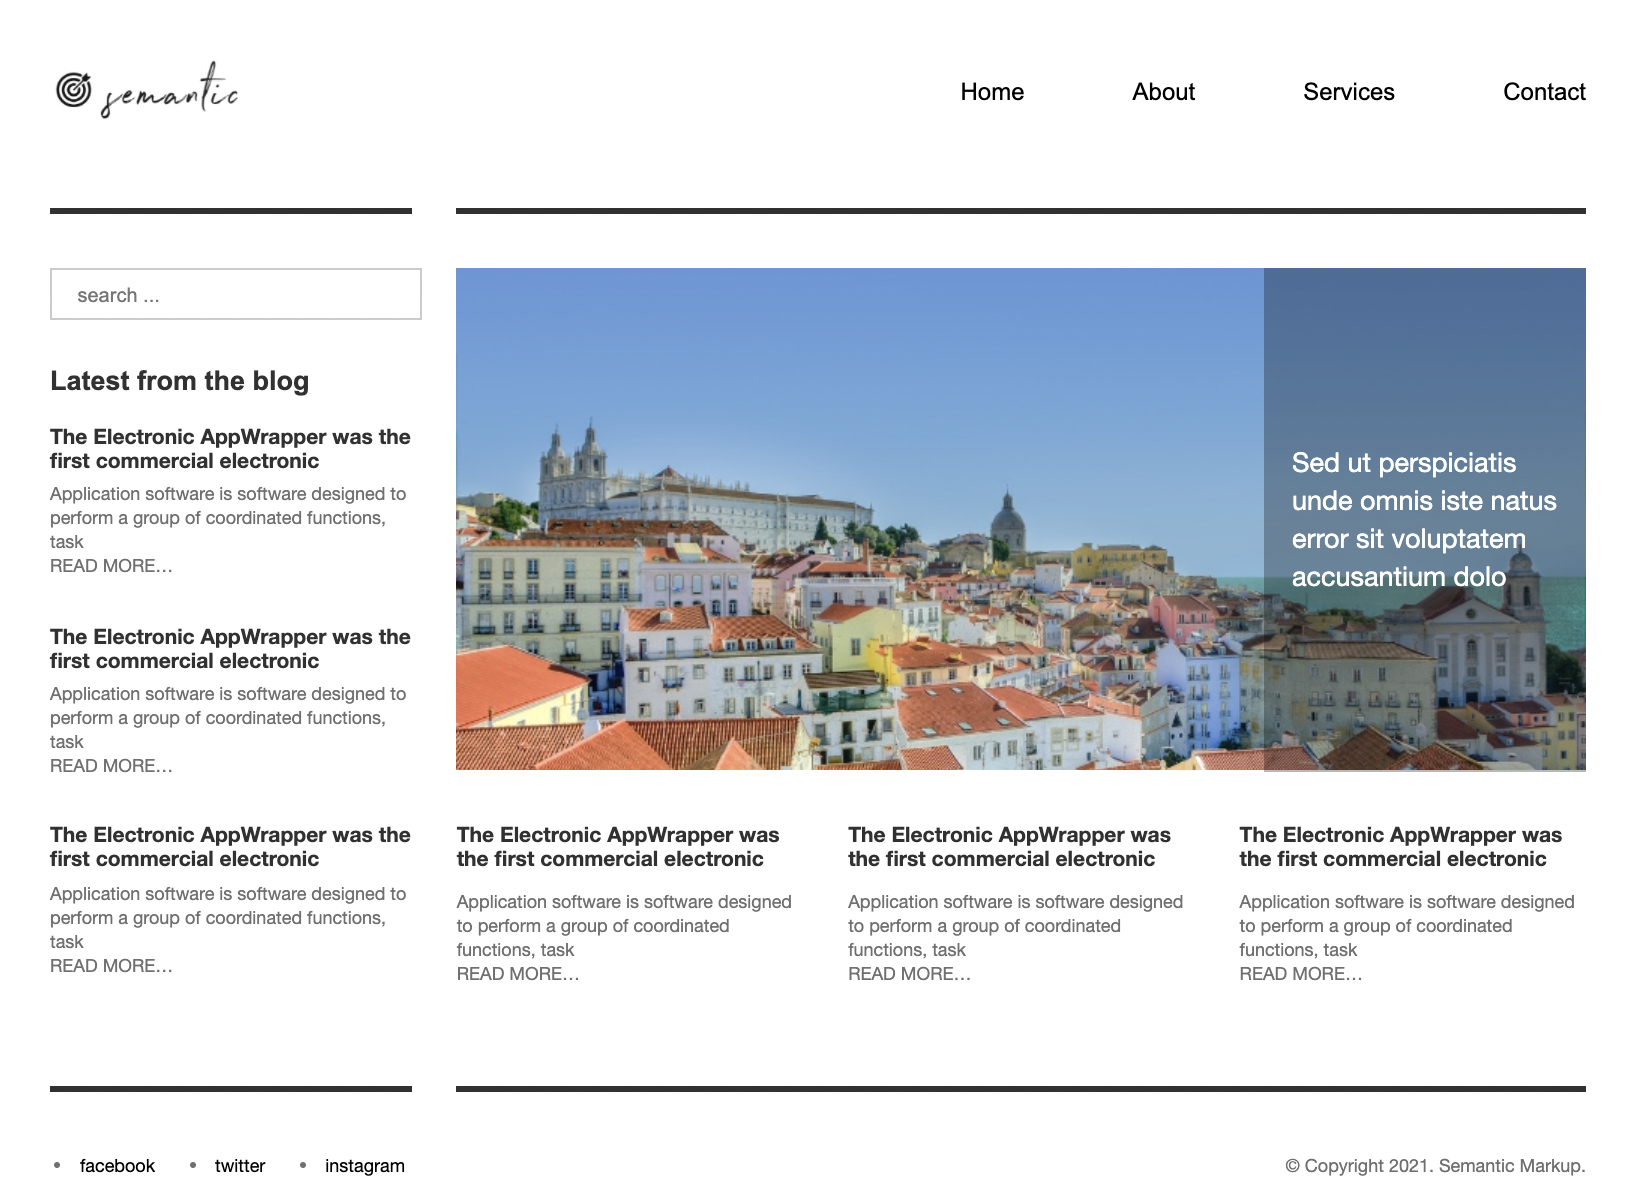 semantic
Home
About
Services
Contact
search ...
Latest from the blog
The Electronic AppWrapper was the
first commercial electronic
Application software is software designed to
perform a group of coordinated functions,
task
READ MORE…
The Electronic AppWrapper was the
first commercial electronic
Application software is software designed to
perform a group of coordinated functions,
task
READ MORE…
The Electronic AppWrapper was the
first commercial electronic
Application software is software designed to
perform a group of coordinated functions,
task
READ MORE…
Sed ut perspiciatis
unde omnis iste natus
error sit voluptatem
accusantium dolo
The Electronic AppWrapper was
the first commercial electronic
Application software is software designed
to perform a group of coordinated
functions, task
READ MORE…
The Electronic AppWrapper was
the first commercial electronic
Application software is software designed
to perform a group of coordinated
functions, task
READ MORE…
The Electronic AppWrapper was
the first commercial electronic
Application software is software designed
to perform a group of coordinated
functions, task
READ MORE…
• facebook • twitter • instagram
© Copyright 2021. Semantic Markup.